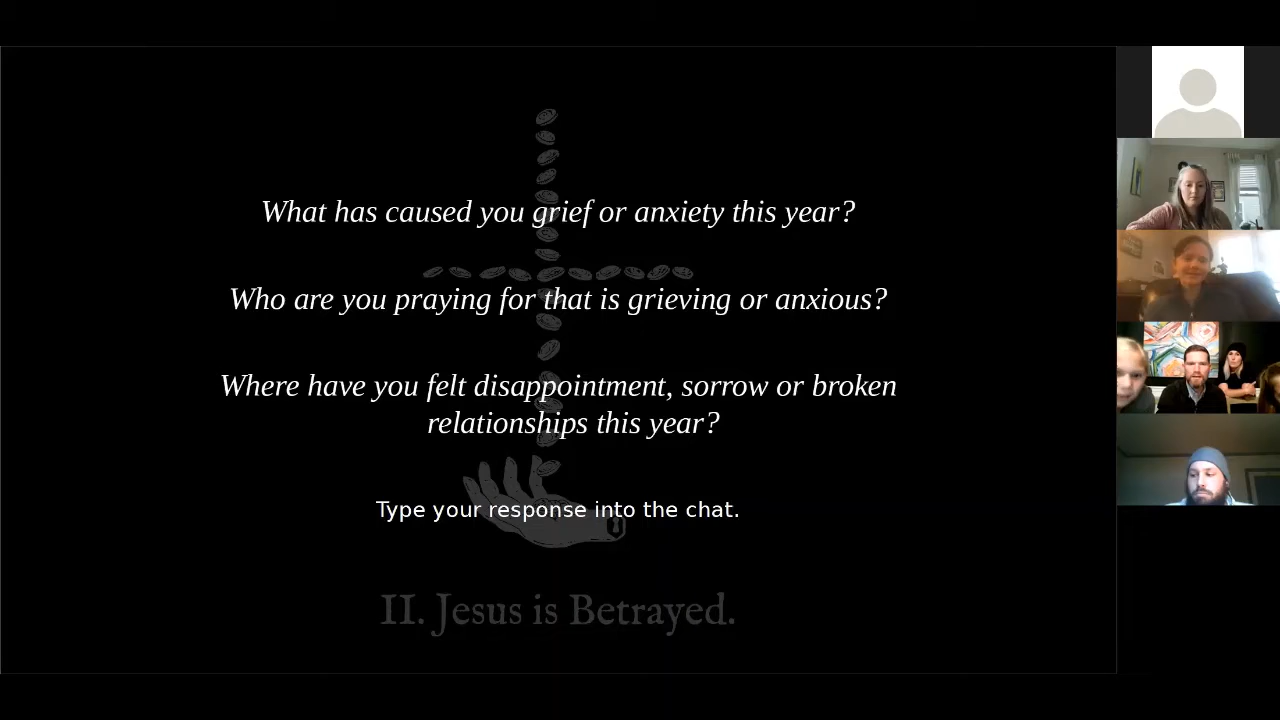 What has caused you grief or anxiety this year?
Who are you praying for that is grieving or anxious?
Where have you felt disappointment, sorrow or broken
relationships this year?
Type your response into the chat.
II. Jesus is Betrayed.